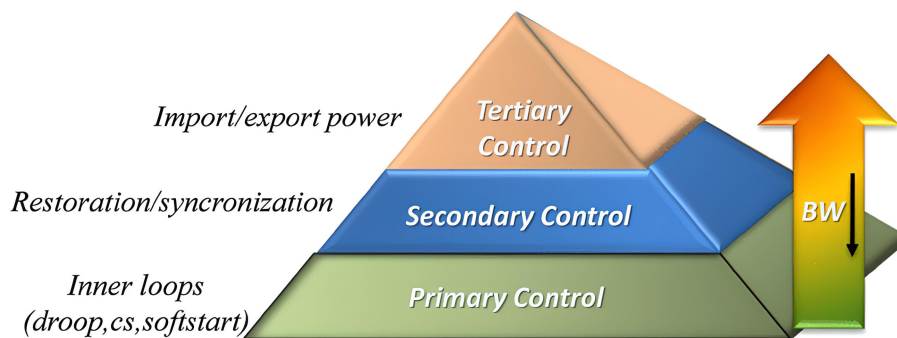 Import/export power
Tertiary
Control
Restoration/syncronization
Secondary Control
BW
Inner loops
(droop,cs,softstart)
Primary Control